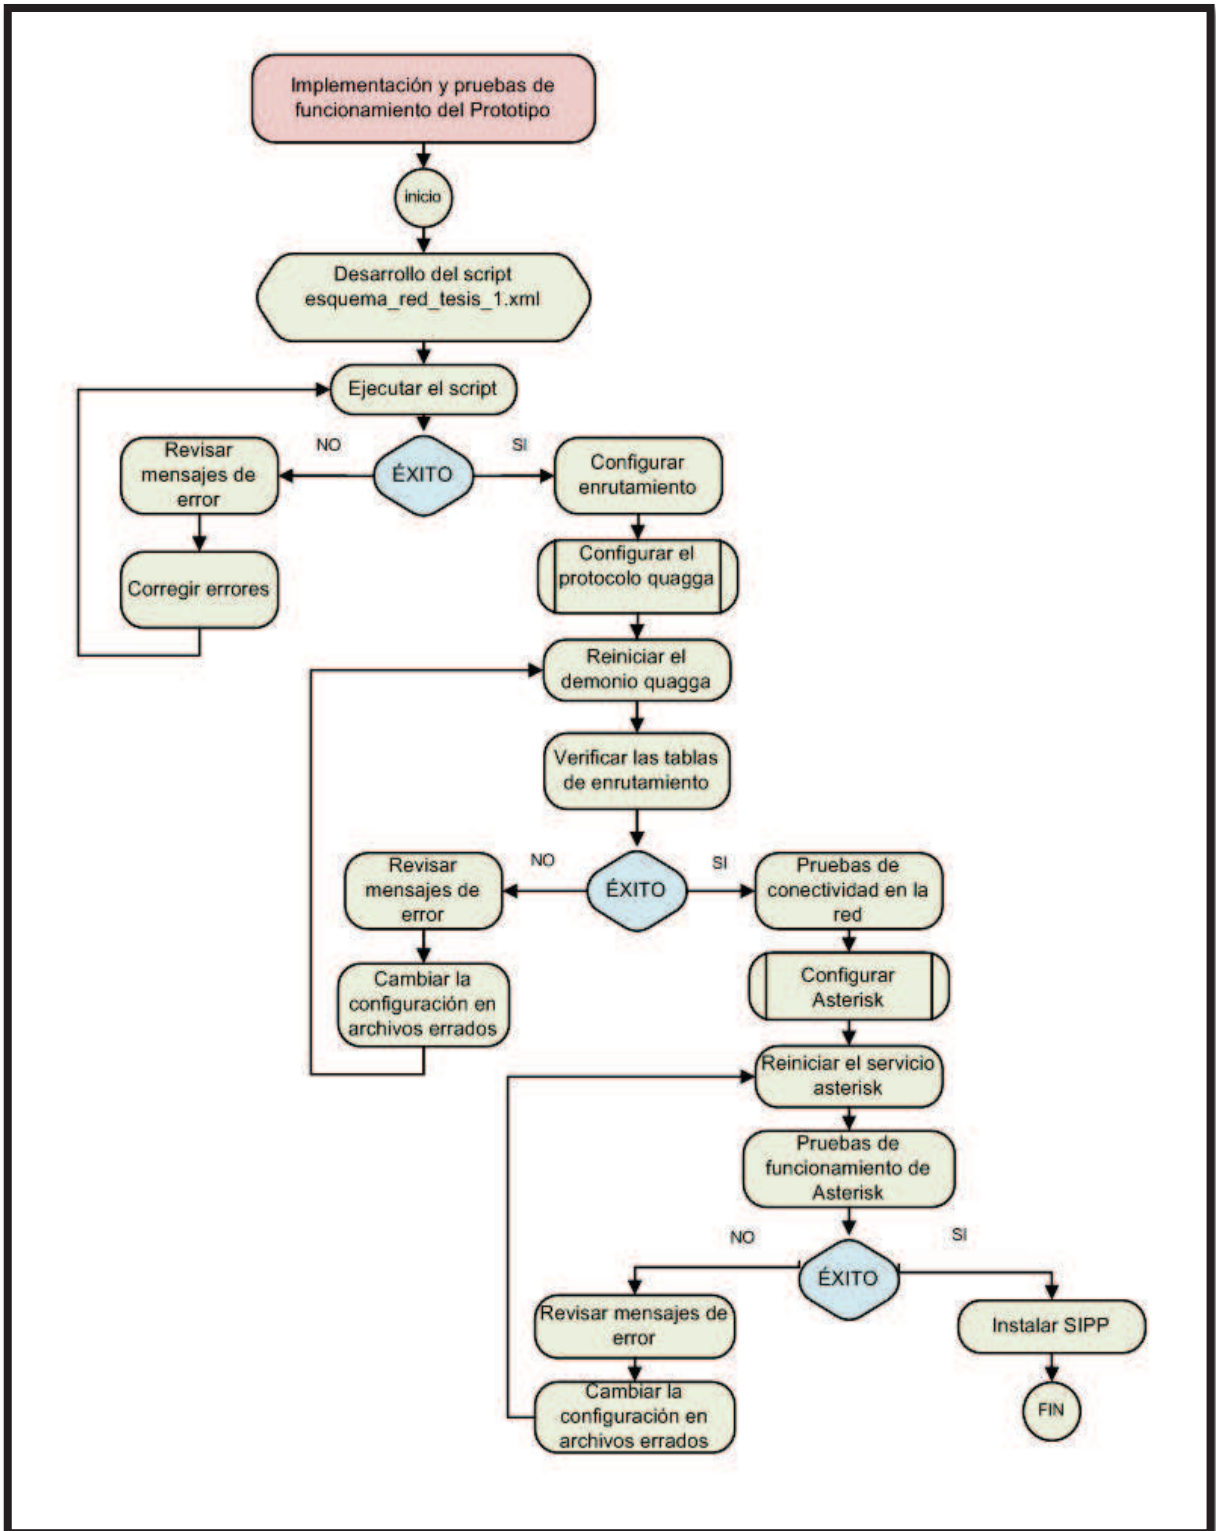 Implementación y pruebas de
funcionamiento del Prototipo
inicio
Desarrollo del script
esquema_red_tesis_1.xml
Ejecutar el script
NO
ÉXITO
SI
Revisar
mensajes de
error
Configurar
enrutamiento
Corregir errores
Configurar el
protocolo quagga
Reiniciar el
demonio quagga
Verificar las tablas
de enrutamiento
NO
ÉXITO
SI
Revisar
mensajes de
error
Pruebas de
conectividad en la
red
Cambiar la
configuración en
archivos errados
Configurar
Asterisk
Reiniciar el servicio
asterisk
Pruebas de
funcionamiento de
Asterisk
NO
ÉXITO
SI
Revisar mensajes de
error
Instalar SIPP
Cambiar la
configuración en
archivos errados
FIN